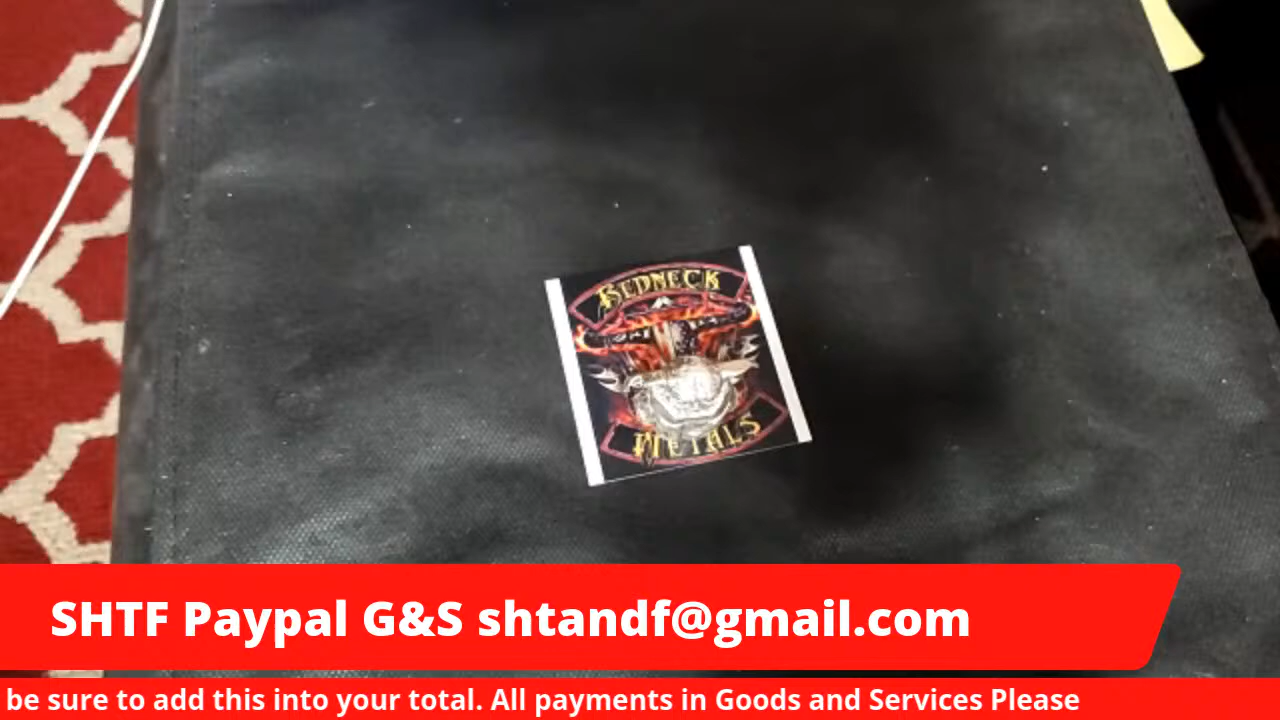 REDNECK
METALS
SHTF Paypal G&S shtandf@gmail.com
be sure to add this into your total. All payments in Goods and Services Please